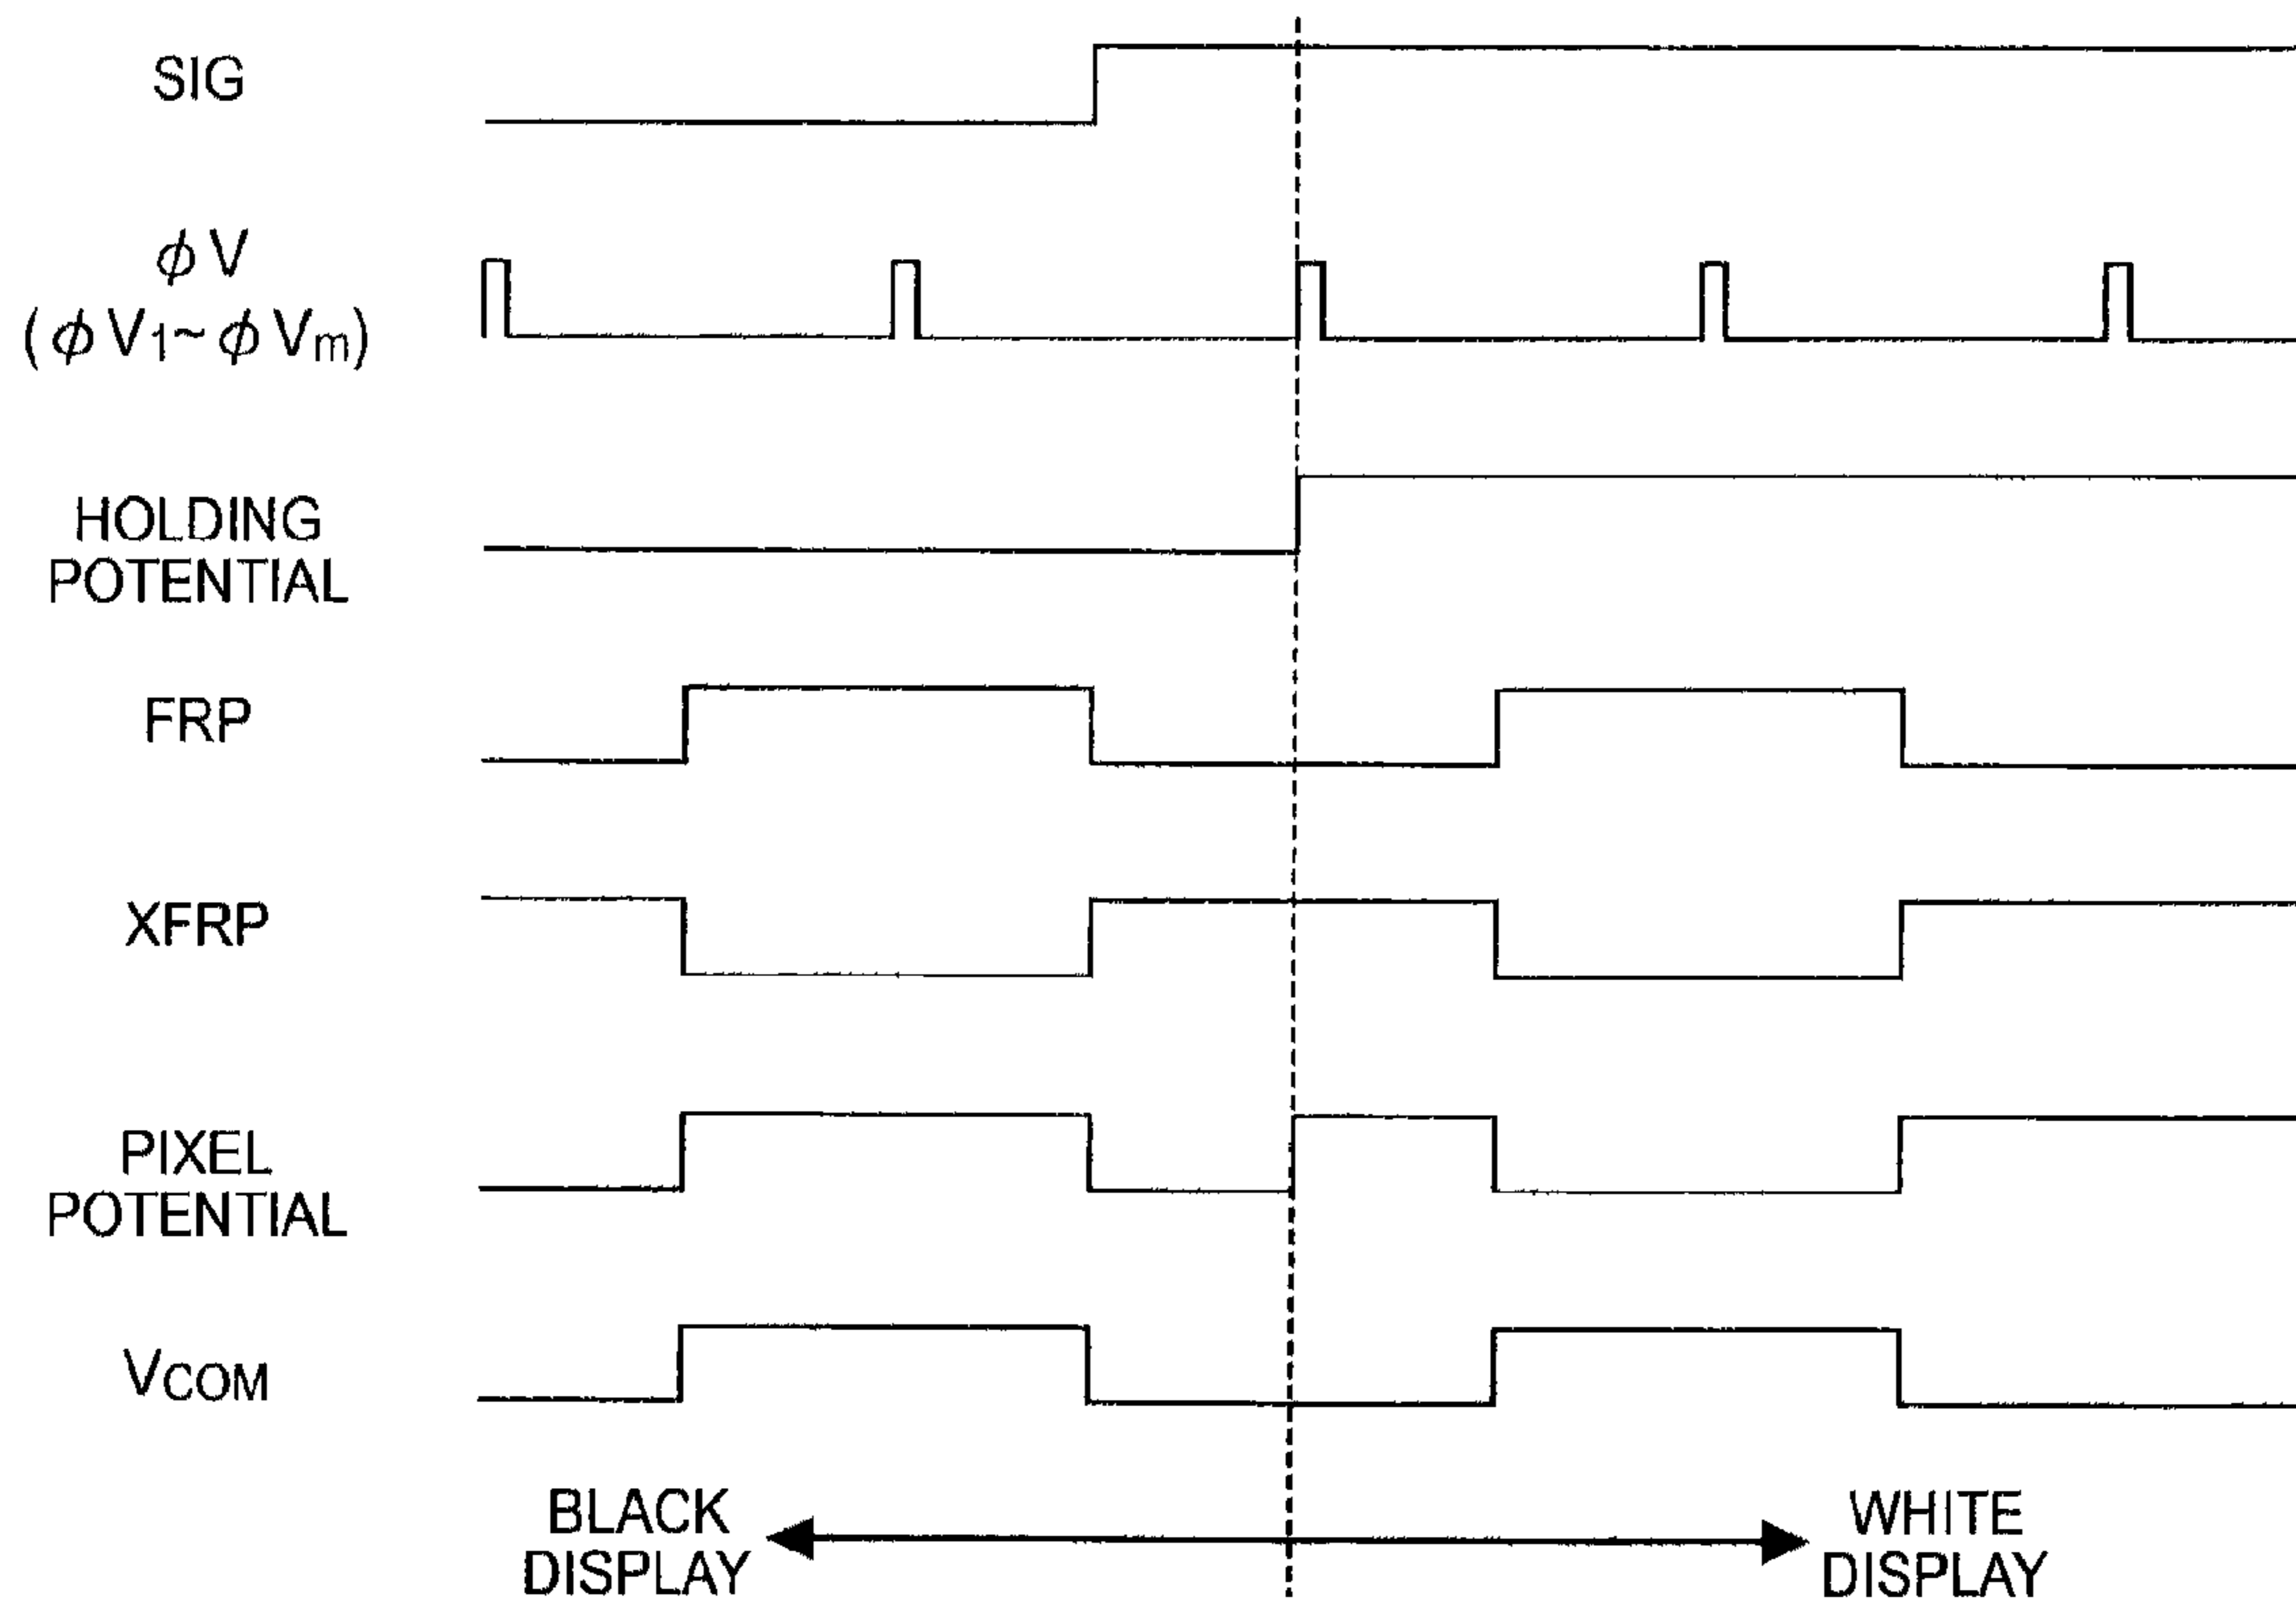 SIG
ϕV
(ϕV1~ϕVm)
HOLDING
POTENTIAL
FRP
XFRP
PIXEL
POTENTIAL
VCOM
BLACK
DISPLAY
WHITE
DISPLAY